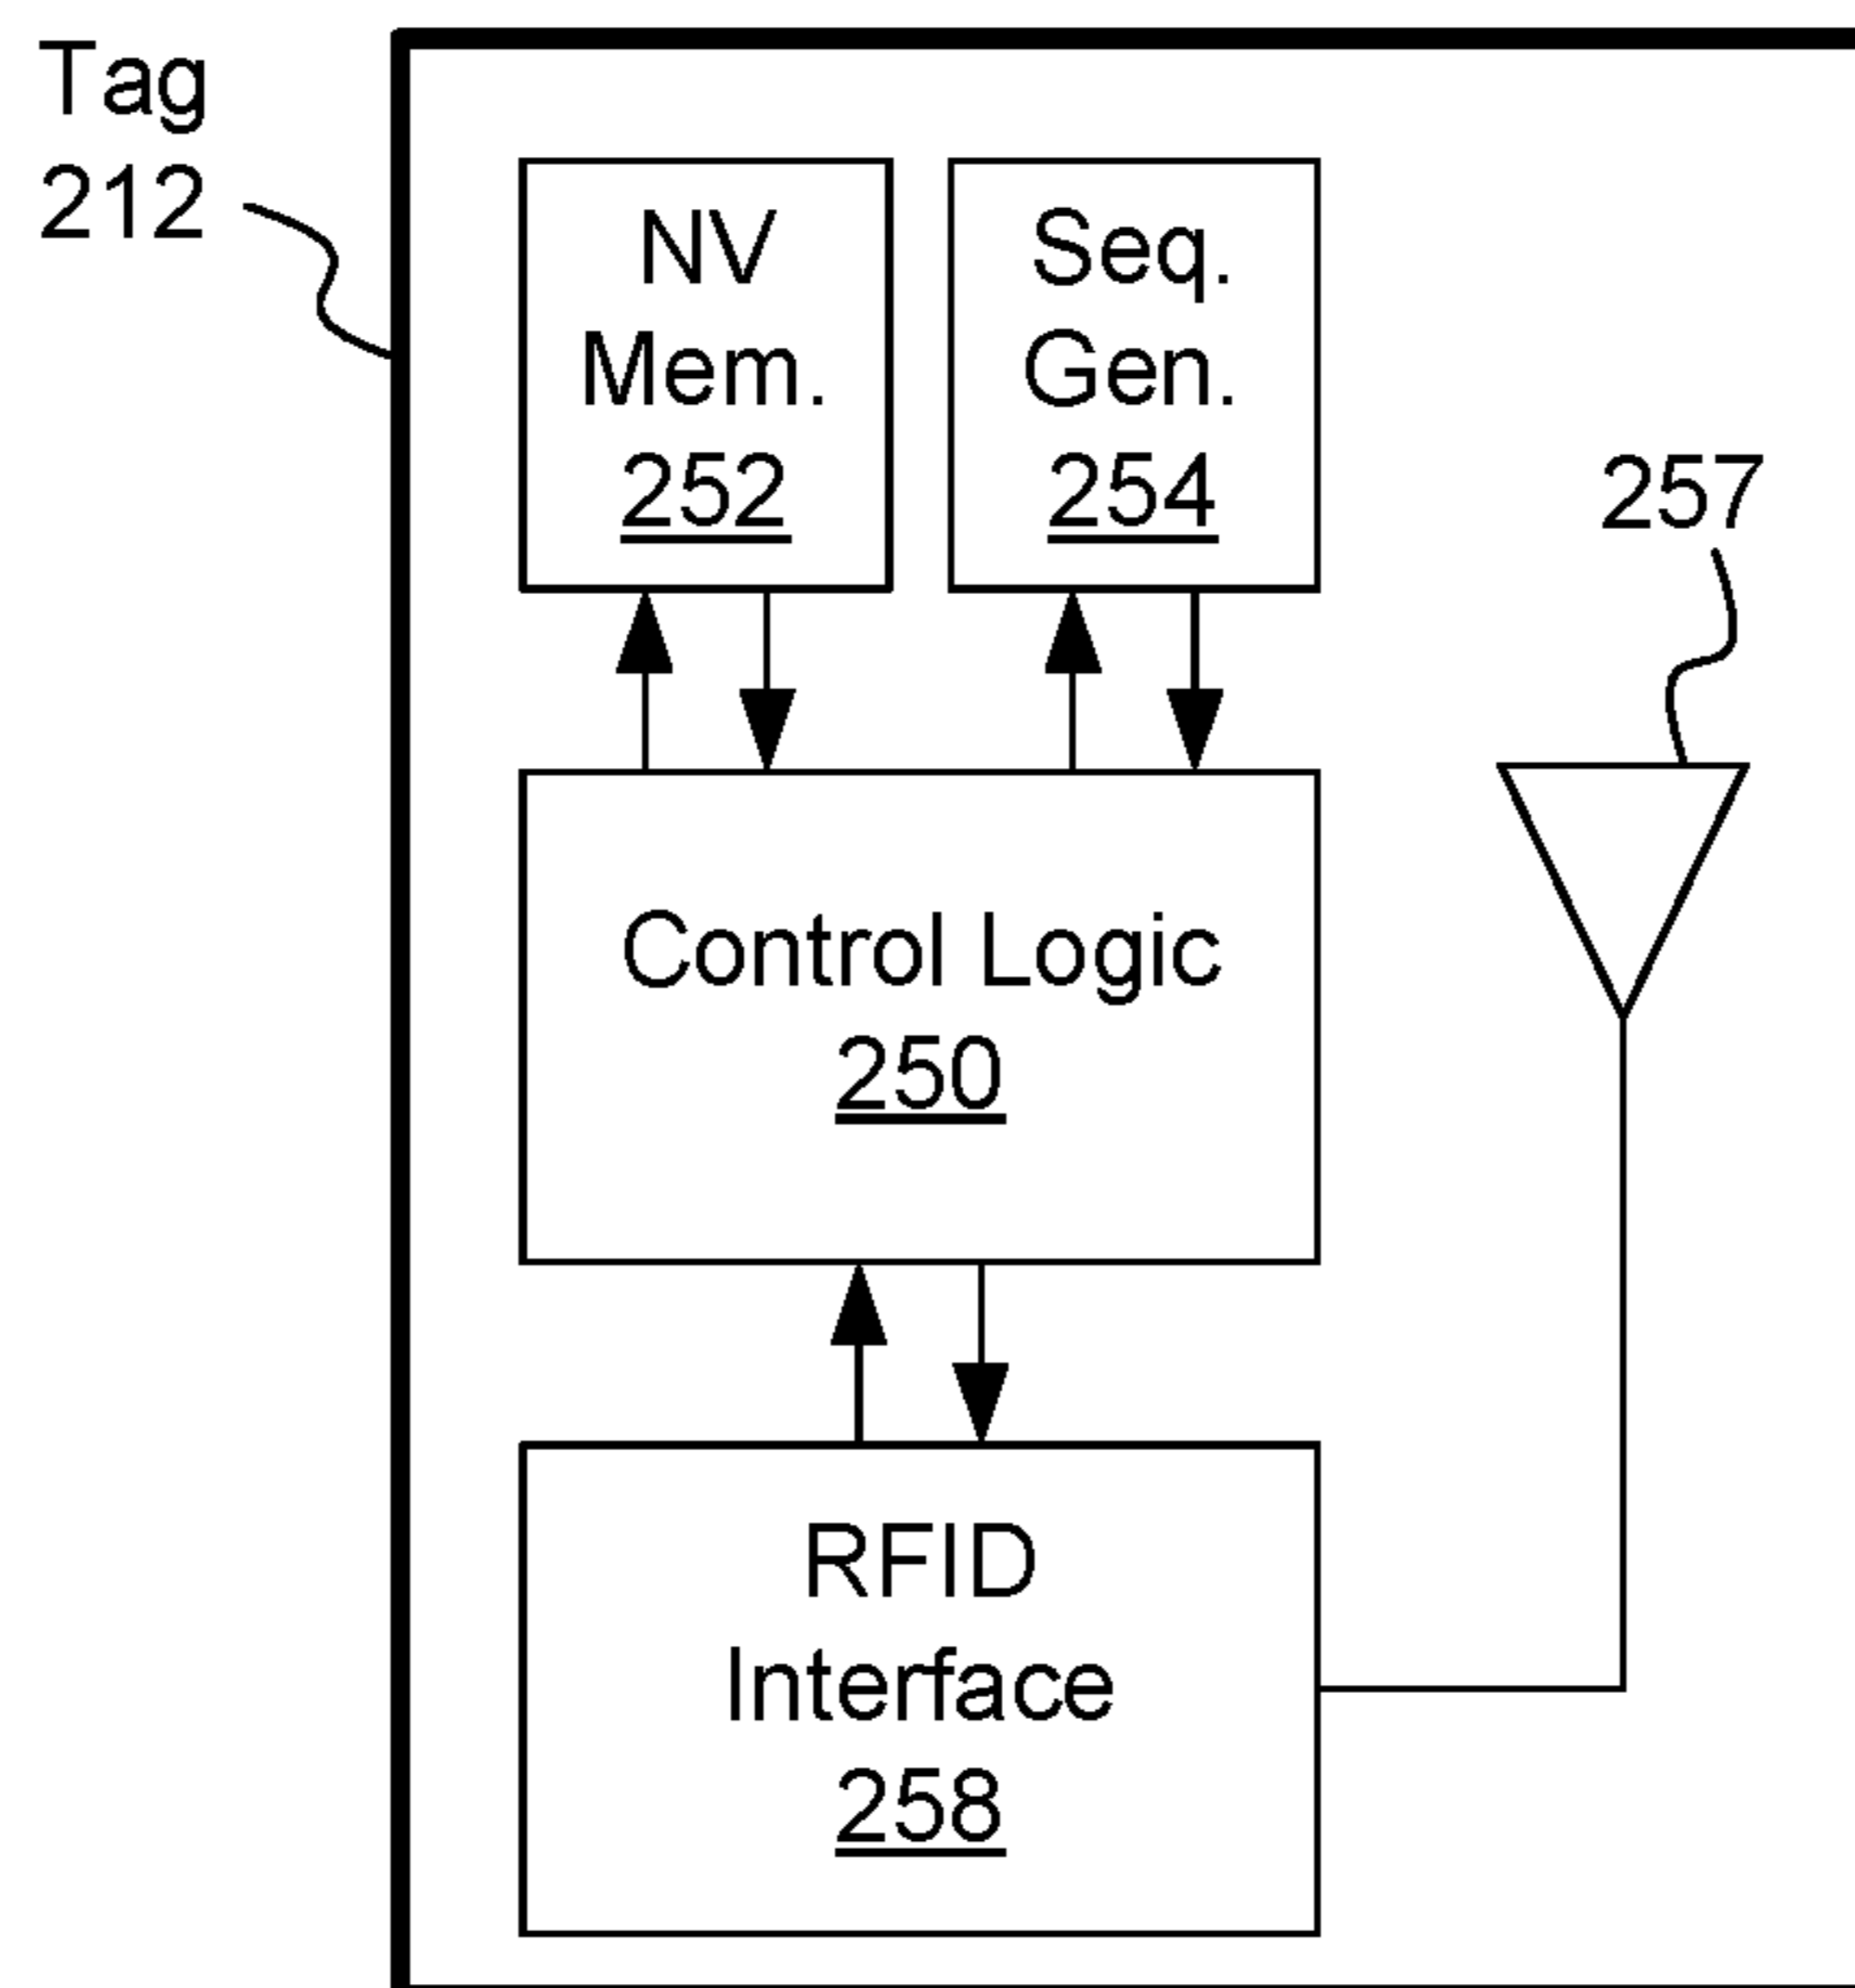 Tag
212
NV
Mem.
252
Seq.
Gen.
254
257
Control Logic
250
RFID
Interface
258